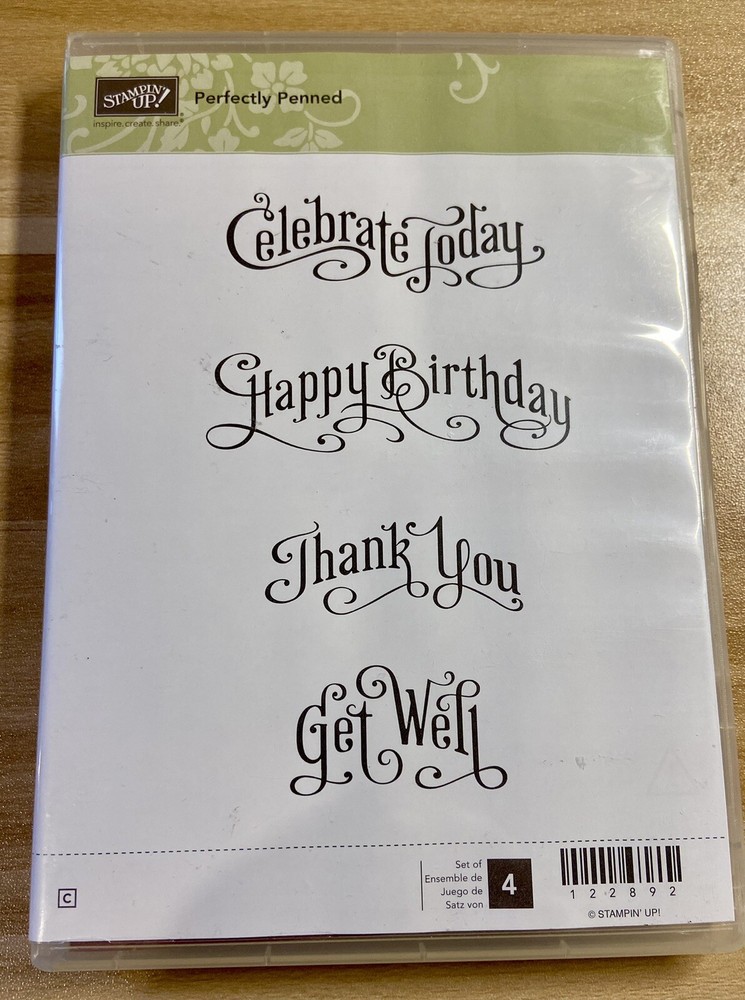 STAMPIN' UP!®
inspire. create. share.
Perfectly Penned
Celebrate Today
Happy Birthday
Thank You
Get Well
C
Set of
Ensemble de
Juego de
Satz von
4
122892
© STAMPIN' UP!